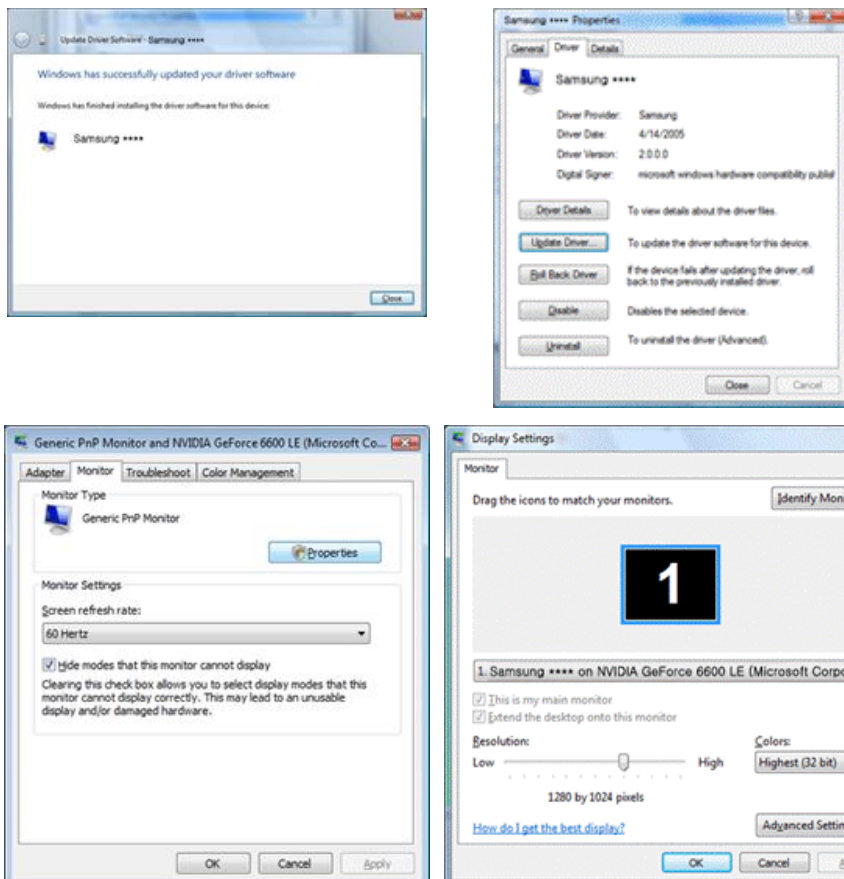 Update Driver Software - Samsung ****
Windows has successfully updated your driver software
Windows has finished installing the driver software for this device:
Samsung ****
Close
Samsung **** Properties
General Driver Details
Samsung ****
Driver Provider: Samsung
Driver Date: 4/14/2005
Driver Version: 2.0.0.0
Digital Signer: microsoft windows hardware compatibility publis
Driver Details To view details about the driver files.
Update Driver... To update the driver software for this device.
Roll Back Driver If the device fails after updating the driver, roll
back to the previously installed driver.
Disable Disables the selected device.
Uninstall To uninstall the driver (Advanced).
Close Cancel
Generic PnP Monitor and NVIDIA GeForce 6600 LE (Microsoft Co...
Adapter Monitor Troubleshoot Color Management
Monitor Type
Generic PnP Monitor
Properties
Monitor Settings
Screen refresh rate:
60 Hertz
Hide modes that this monitor cannot display
Clearing this check box allows you to select display modes that this
monitor cannot display correctly. This may lead to an unusable
display and/or damaged hardware.
OK Cancel Apply
Display Settings
Monitor
Drag the icons to match your monitors. Identify Mon
1
1. Samsung **** on NVIDIA GeForce 6600 LE (Microsoft Corpo
This is my main monitor
Extend the desktop onto this monitor
Resolution: Colors:
Low High Highest (32 bit)
1280 by 1024 pixels
How do I get the best display? Advanced Settin
OK Cancel A